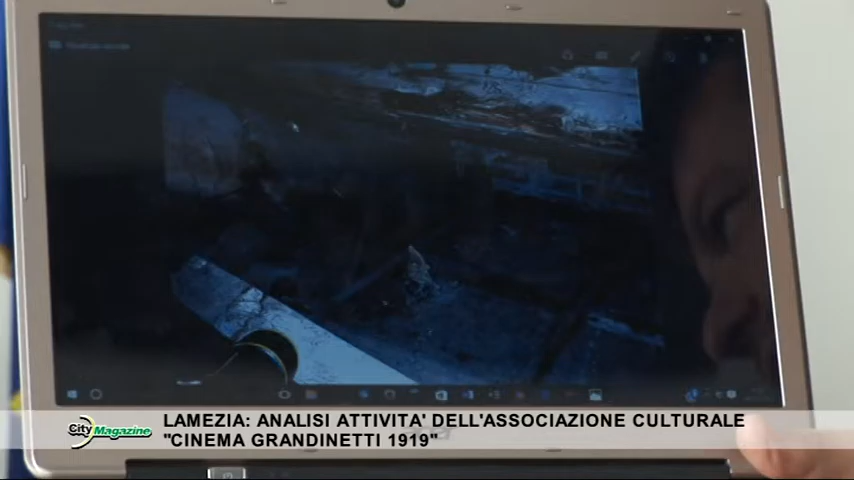 City Magazine
LAMEZIA: ANALISI ATTIVITA' DELL'ASSOCIAZIONE CULTURALE
"CINEMA GRANDINETTI 1919"